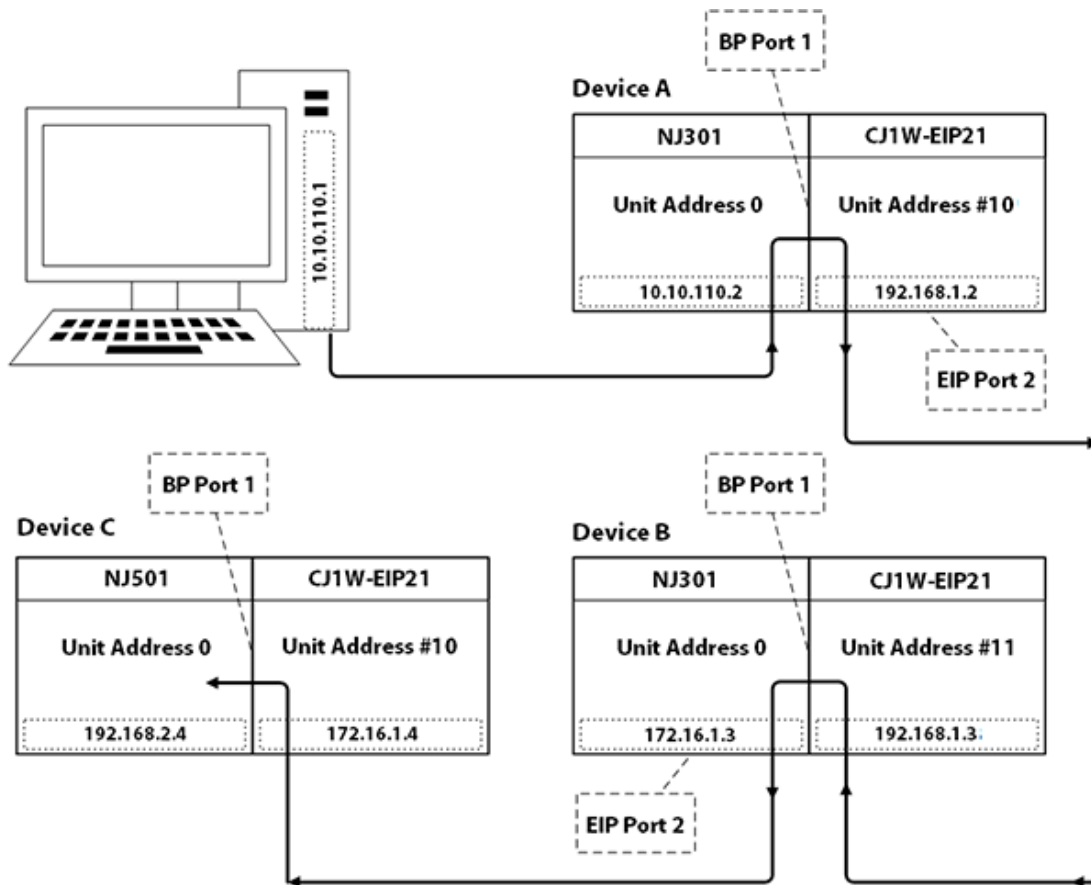 BP Port 1
Device A
NJ301
CJ1W-EIP21
10.10.110.1
Unit Address 0
Unit Address #10
10.10.110.2
192.168.1.2
EIP Port 2
BP Port 1
BP Port 1
Device C
Device B
NJ501
CJ1W-EIP21
NJ301
CJ1W-EIP21
Unit Address 0
Unit Address #10
Unit Address 0
Unit Address #11
192.168.2.4
172.16.1.4
172.16.1.3
192.168.1.3
EIP Port 2